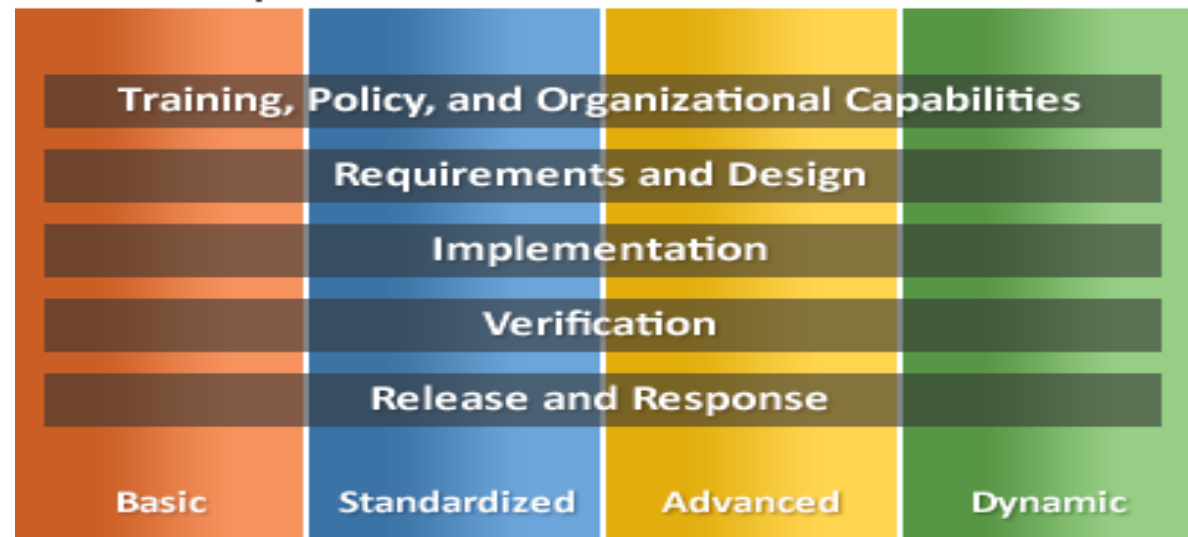 Training, Policy, and Organizational Capabilities
Requirements and Design
Implementation
Verification
Release and Response
Basic Standardized Advanced Dynamic